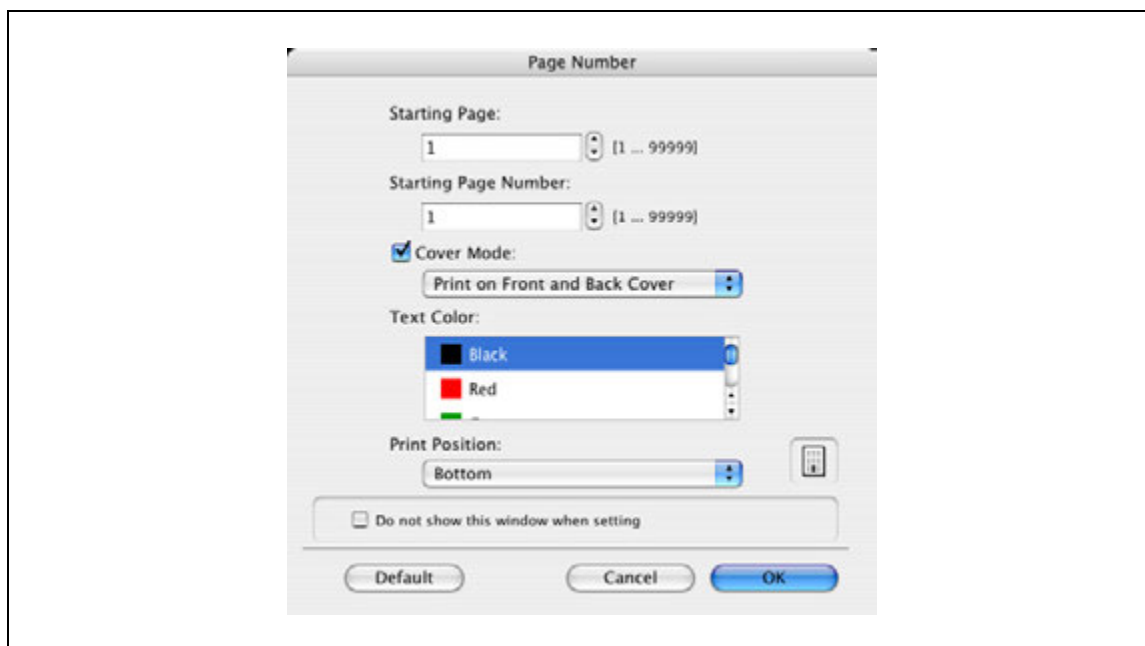 Page Number
Starting Page:
1 [1 ... 99999]
Starting Page Number:
1 [1 ... 99999]
Cover Mode:
Print on Front and Back Cover
Text Color:
Black
Red
Print Position:
Bottom
Do not show this window when setting
Default Cancel OK